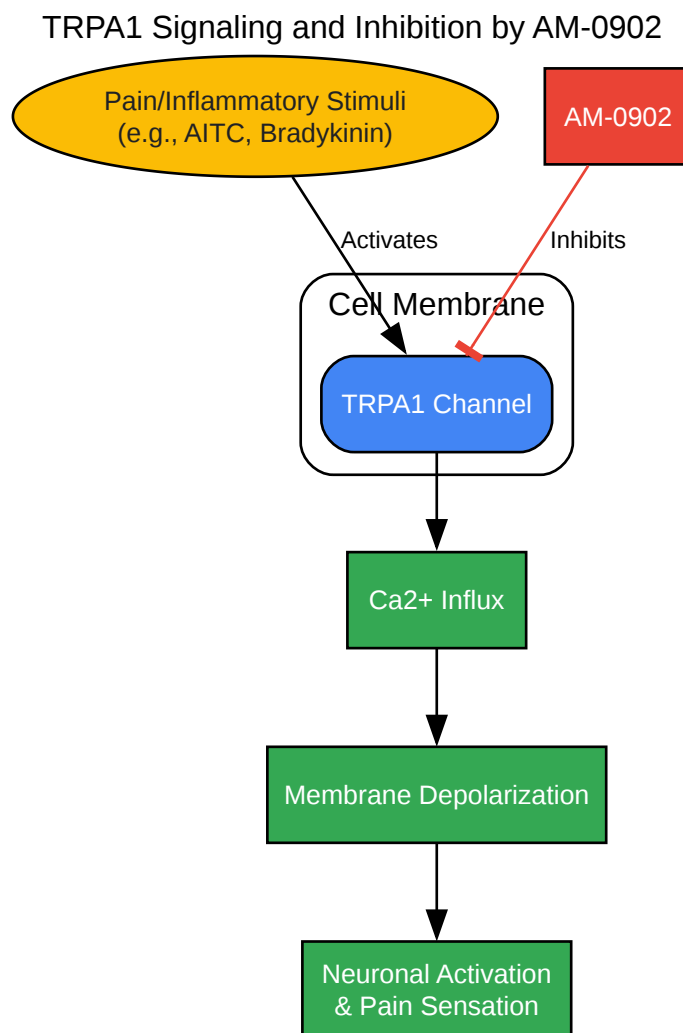 TRPA1 Signaling and Inhibition by AM-0902
Pain/Inflammatory Stimuli
(e.g., AITC, Bradykinin)
AM-0902
Activates
Inhibits
Cell Membrane
TRPA1 Channel
Ca2+ Influx
Membrane Depolarization
Neuronal Activation
& Pain Sensation